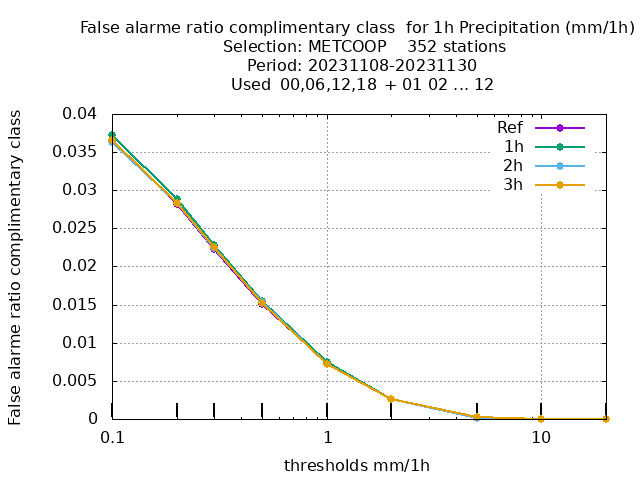 False alarme ratio complimentary class  for 1h Precipitation (mm/1h)
Selection: METCOOP    352 stations
Period: 20231108-20231130
Used  00,06,12,18  + 01 02 ... 12
False alarme ratio complimentary class
0.04
0.035
0.03
0.025
0.02
0.015
0.01
0.005
0
Ref
1h
2h
3h
0.1
1
10
thresholds mm/1h